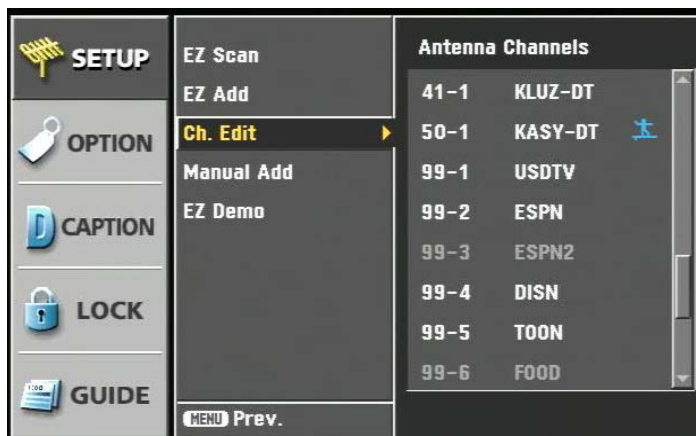 SETUP
OPTION
D CAPTION
LOCK
GUIDE
EZ Scan
EZ Add
Ch. Edit
Manual Add
EZ Demo
MENU Prev.
Antenna Channels
41-1 KLUZ-DT
50-1 KASY-DT
99-1 USDTV
99-2 ESPN
99-3 ESPN2
99-4 DISN
99-5 TOON
99-6 FOOD